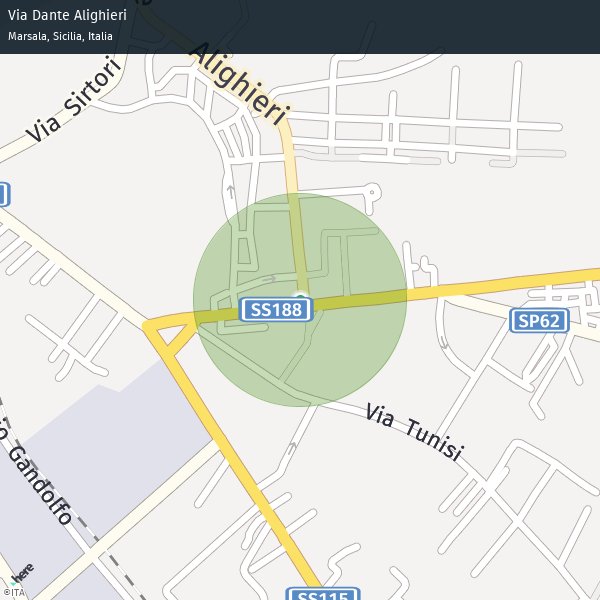 Via Dante Alighieri
Marsala, Sicilia, Italia
Alighieri
Via Sirtori
SS188
SP62
Via Tunisi
Gandolfo
SS115
here
©ITA